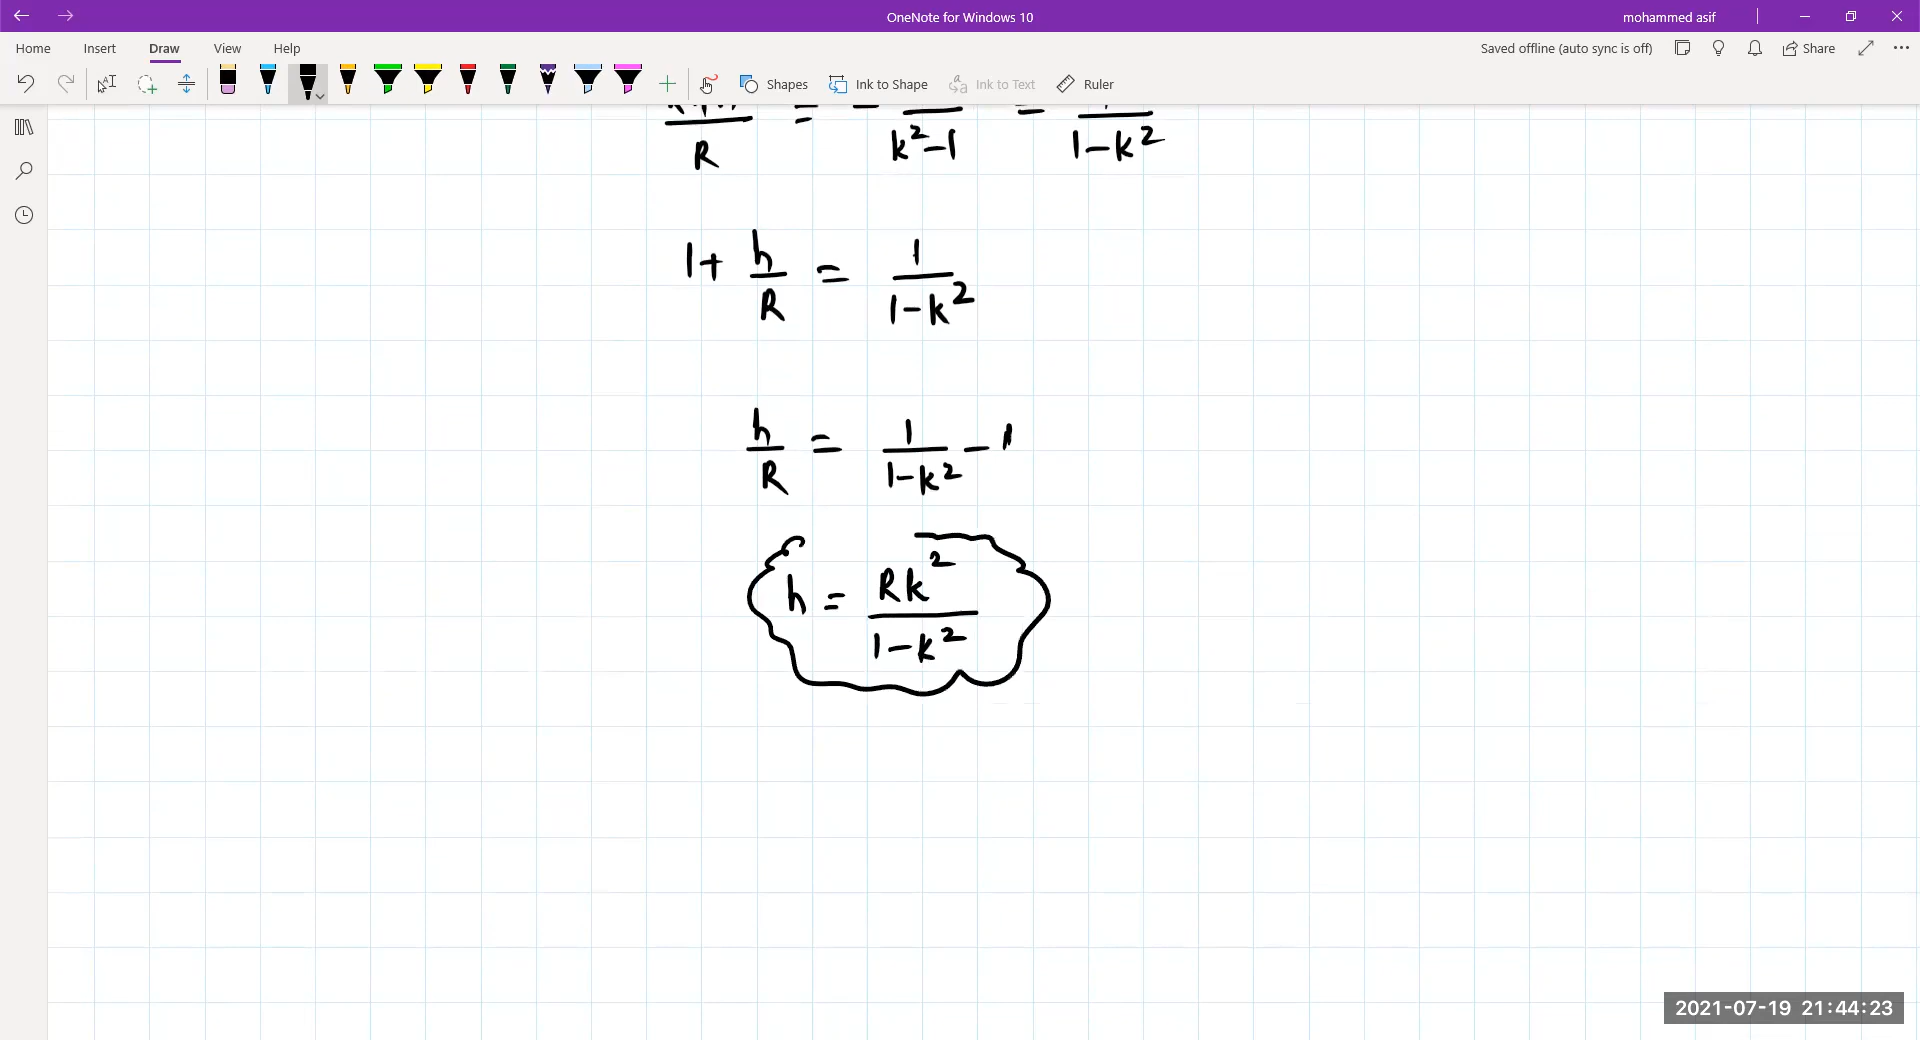 OneNote for Windows 10
mohammed asif
Home Insert Draw View Help
Saved offline (auto sync is off) Share
Shapes Ink to Shape Ink to Text Ruler
R = k²-1 = 1-k²
1 + h/R = 1/(1-k²)
h/R = 1/(1-k²) - 1
h = Rk²/(1-k²)
2021-07-19 21:44:23